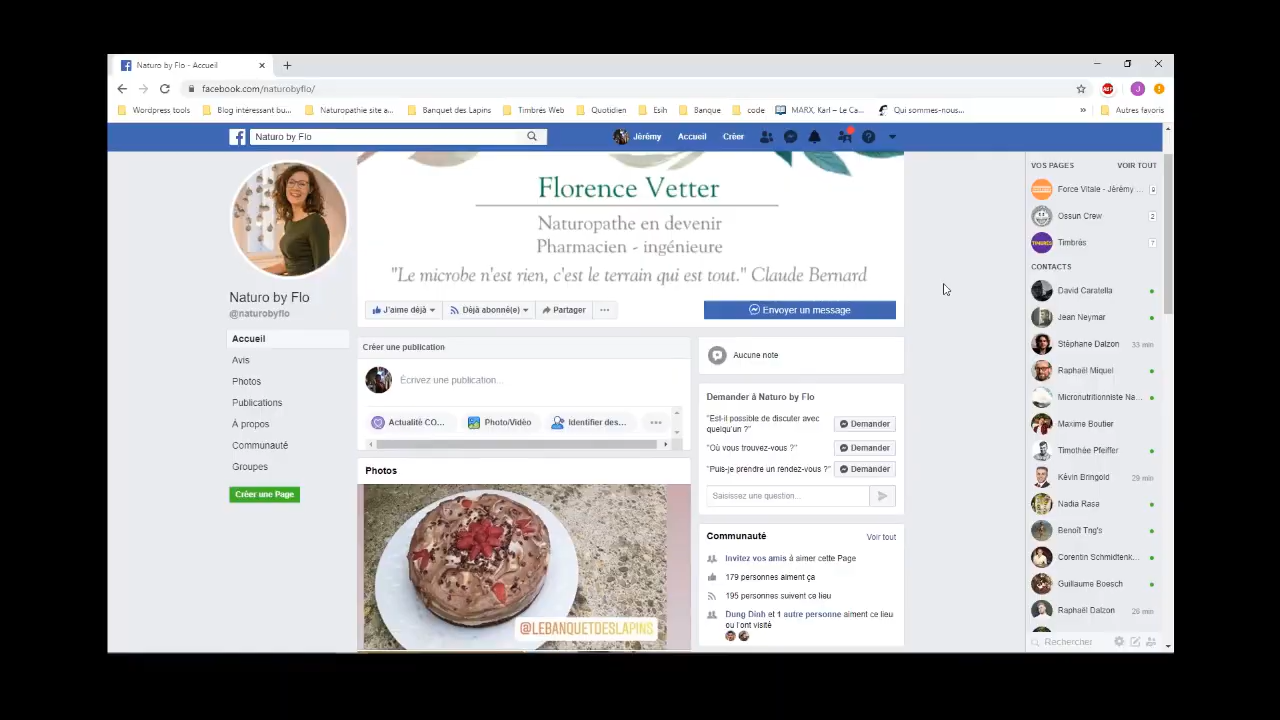 Naturo by Flo - Accueil
facebook.com/naturobyflo/
ABP
J
Wordpress tools
Blog intéressant bu...
Naturopathie site a...
Banquet des Lapins
Timbrés Web
Quotidien
Esih
Banque
code
MARX, Karl – Le Ca...
Qui sommes-nous...
»
Autres favoris
Naturo by Flo
Jérémy
Accueil
Créer
Florence Vetter
Naturopathe en devenir
Pharmacien - ingénieure
"Le microbe n'est rien, c'est le terrain qui est tout." Claude Bernard
Naturo by Flo
@naturobyflo
Accueil
Avis
Photos
Publications
À propos
Communauté
Groupes
Créer une Page
J'aime déjà
Déjà abonné(e)
Partager
...
Envoyer un message
Créer une publication
Écrivez une publication...
Actualité CO...
Photo/Vidéo
Identifier des...
Photos
@LEBANQUETDESLAPINS
Aucune note
Demander à Naturo by Flo
"Est-il possible de discuter avec
quelqu'un ?"
Demander
"Où vous trouvez-vous ?"
Demander
"Puis-je prendre un rendez-vous ?"
Demander
Saisissez une question...
Communauté
Voir tout
Invitez vos amis à aimer cette Page
179 personnes aiment ça
195 personnes suivent ce lieu
Dung Dinh et 1 autre personne aiment ce lieu
ou l'ont visité
VOS PAGES
VOIR TOUT
Force Vitale - Jérémy ...
Ossun Crew
2
TIMBRÉS
Timbrés
7
CONTACTS
David Caratella
Jean Neymar
Stéphane Dalzon
33 min
Raphaël Miquel
Micronutritionniste Na...
Maxime Boutier
Timothée Pfeiffer
Kévin Bringold
29 min
Nadia Rasa
Benoît Tng's
Corentin Schmidtenk...
Guillaume Boesch
Raphaël Dalzon
26 min
Rechercher